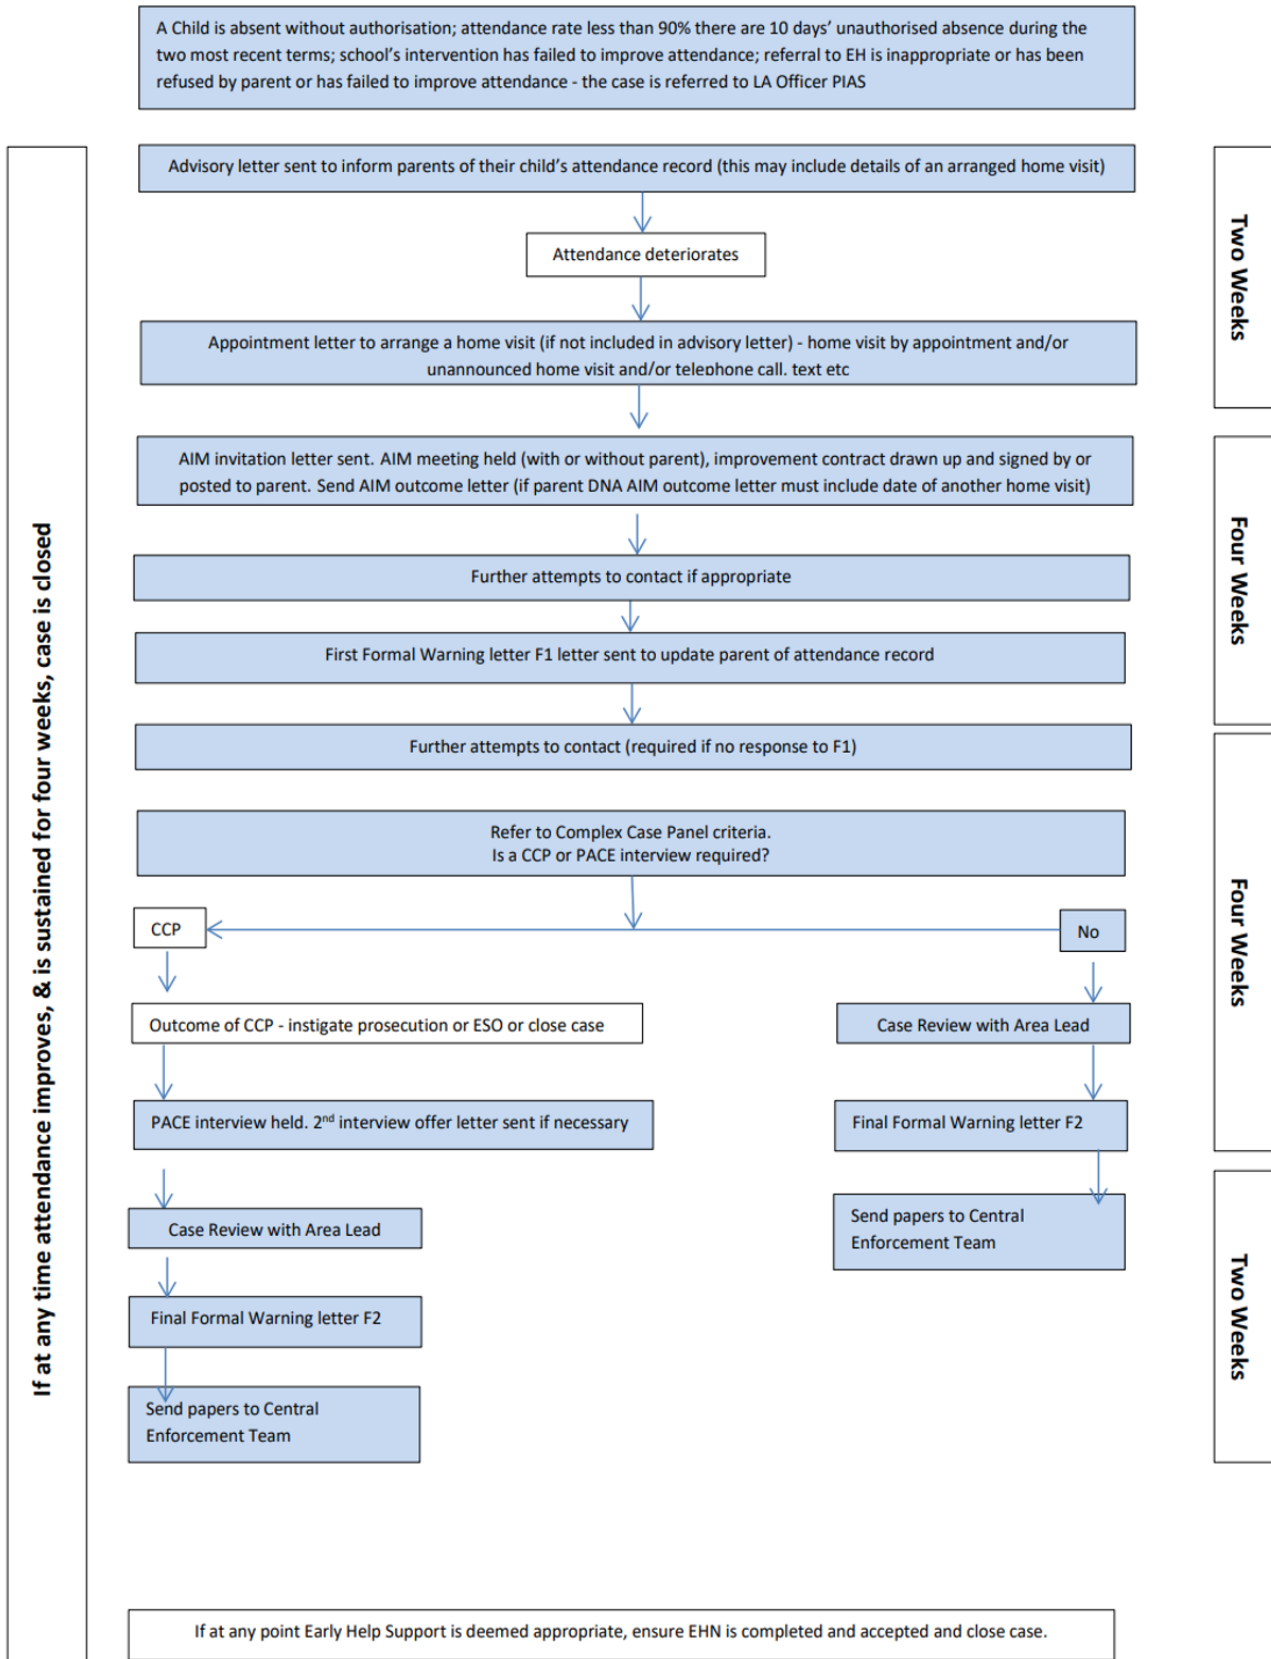 A Child is absent without authorisation; attendance rate less than 90% there are 10 days’ unauthorised absence during the
two most recent terms; school’s intervention has failed to improve attendance; referral to EH is inappropriate or has been
refused by parent or has failed to improve attendance - the case is referred to LA Officer PIAS
If at any time attendance improves, & is sustained for four weeks, case is closed
Advisory letter sent to inform parents of their child’s attendance record (this may include details of an arranged home visit)
Attendance deteriorates
Two Weeks
Appointment letter to arrange a home visit (if not included in advisory letter) - home visit by appointment and/or
unannounced home visit and/or telephone call. text etc
AIM invitation letter sent. AIM meeting held (with or without parent), improvement contract drawn up and signed by or
posted to parent. Send AIM outcome letter (if parent DNA AIM outcome letter must include date of another home visit)
Four Weeks
Further attempts to contact if appropriate
First Formal Warning letter F1 letter sent to update parent of attendance record
Further attempts to contact (required if no response to F1)
Refer to Complex Case Panel criteria.
Is a CCP or PACE interview required?
Four Weeks
CCP
No
Outcome of CCP - instigate prosecution or ESO or close case
Case Review with Area Lead
PACE interview held. 2nd interview offer letter sent if necessary
Final Formal Warning letter F2
Case Review with Area Lead
Send papers to Central
Enforcement Team
Two Weeks
Final Formal Warning letter F2
Send papers to Central
Enforcement Team
If at any point Early Help Support is deemed appropriate, ensure EHN is completed and accepted and close case.